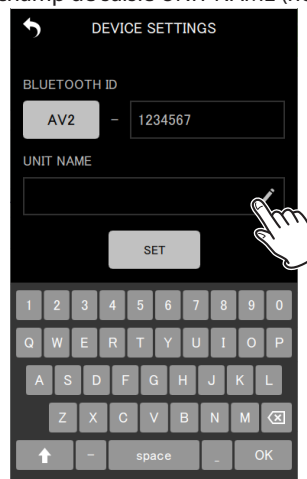 DEVICE SETTINGS
BLUETOOTH ID
AV2 – 1234567
UNIT NAME
SET
1 2 3 4 5 6 7 8 9 0
Q W E R T Y U I O P
A S D F G H J K L
Z X C V B N M
– space _ OK